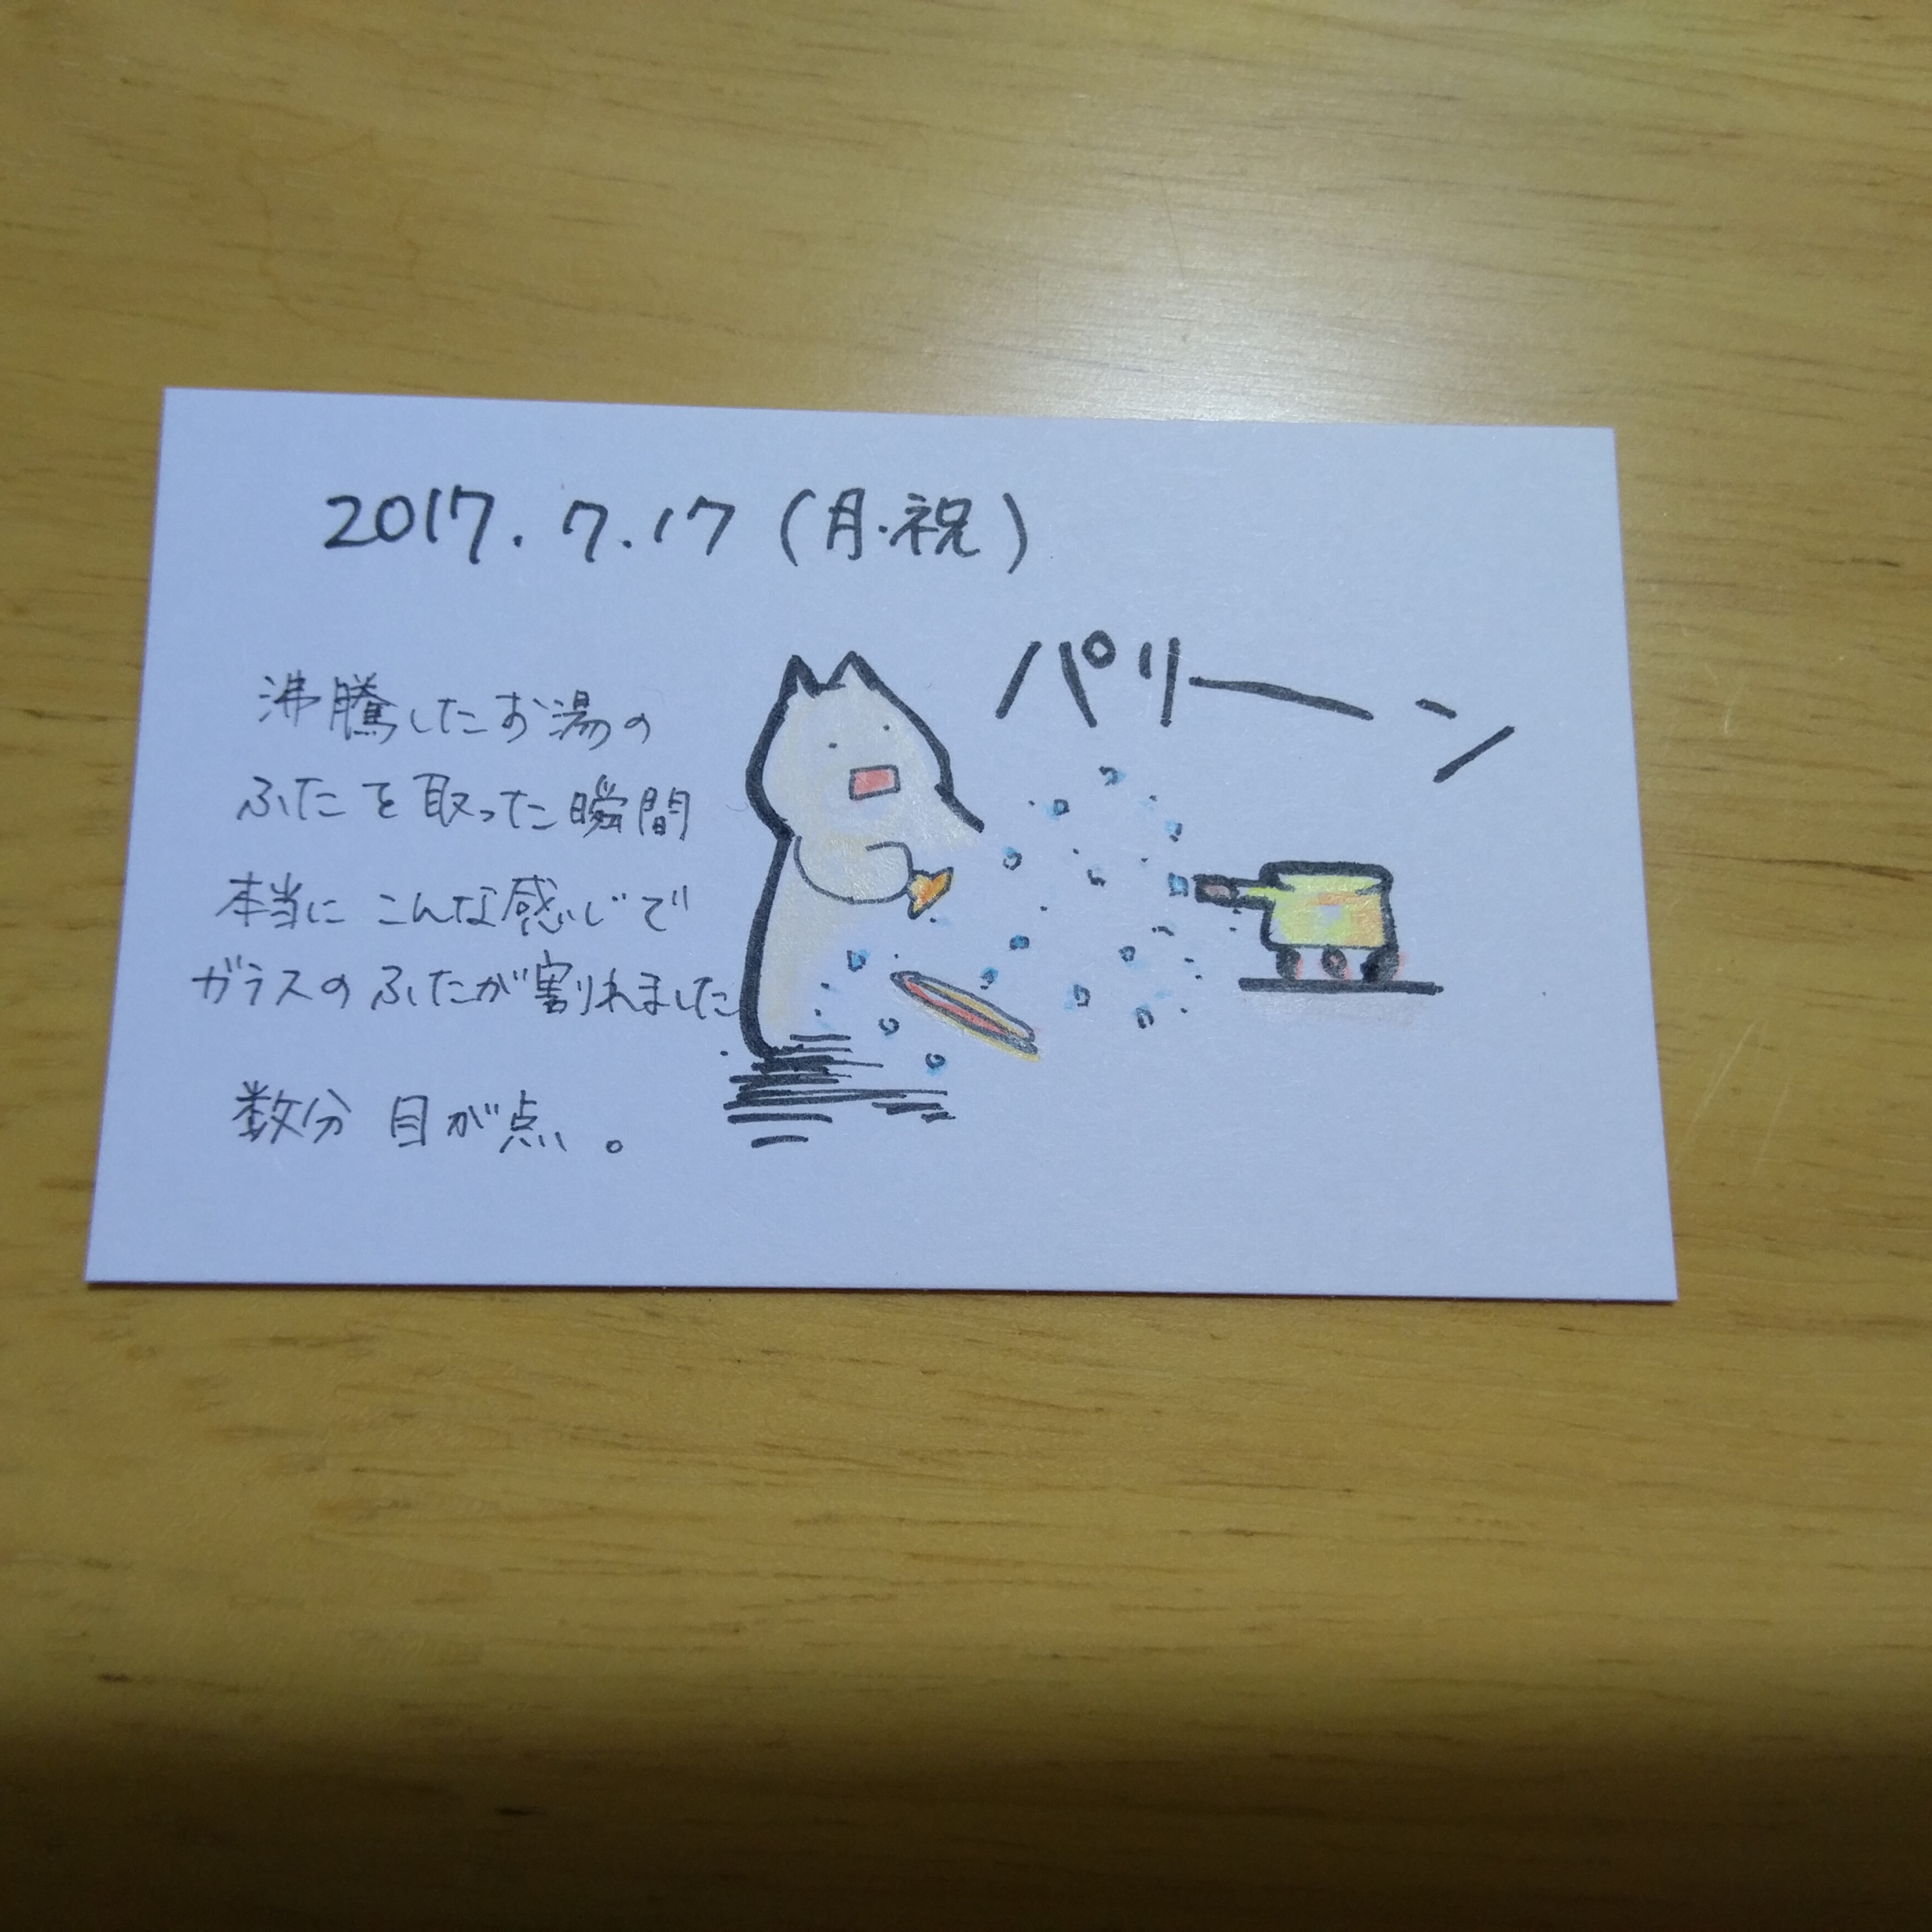 2017.7.17(月·祝)
パリーン
沸騰したお湯の
ふたを取った瞬間
本当にこんな感じで
ガラスのふたが割れました
数分 目が点。